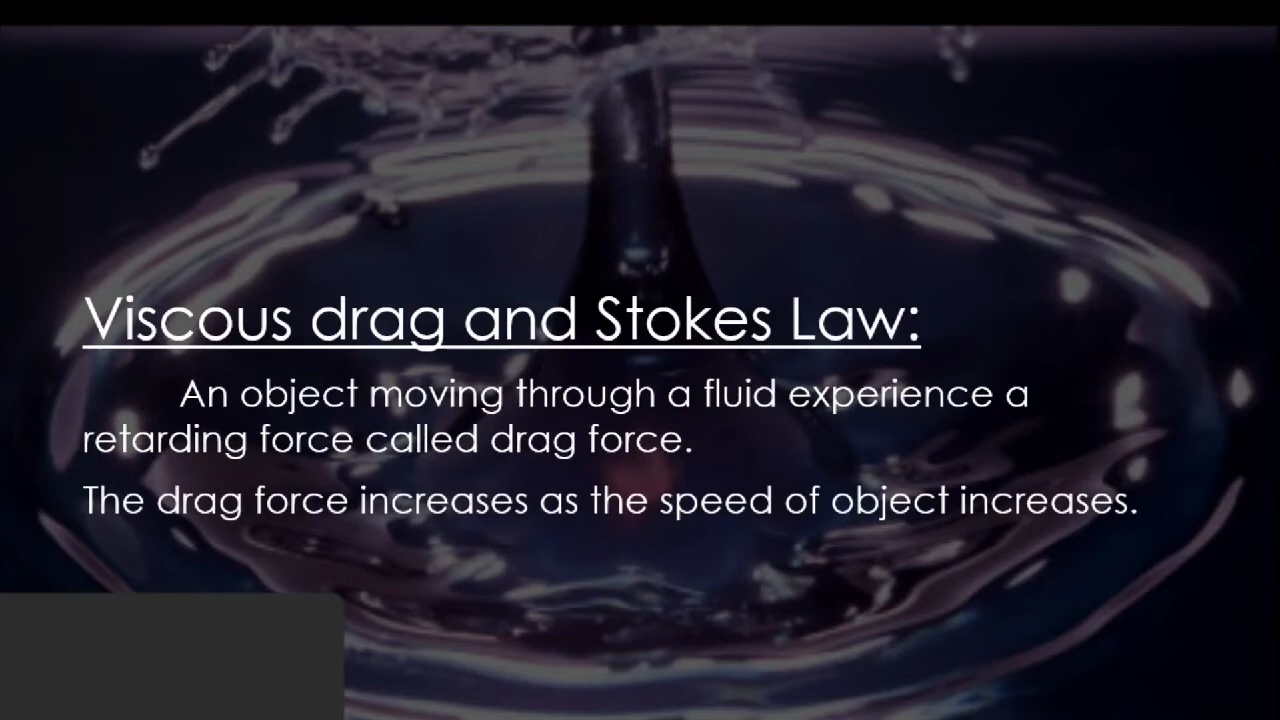 Viscous drag and Stokes Law:
An object moving through a fluid experience a
retarding force called drag force.
The drag force increases as the speed of object increases.